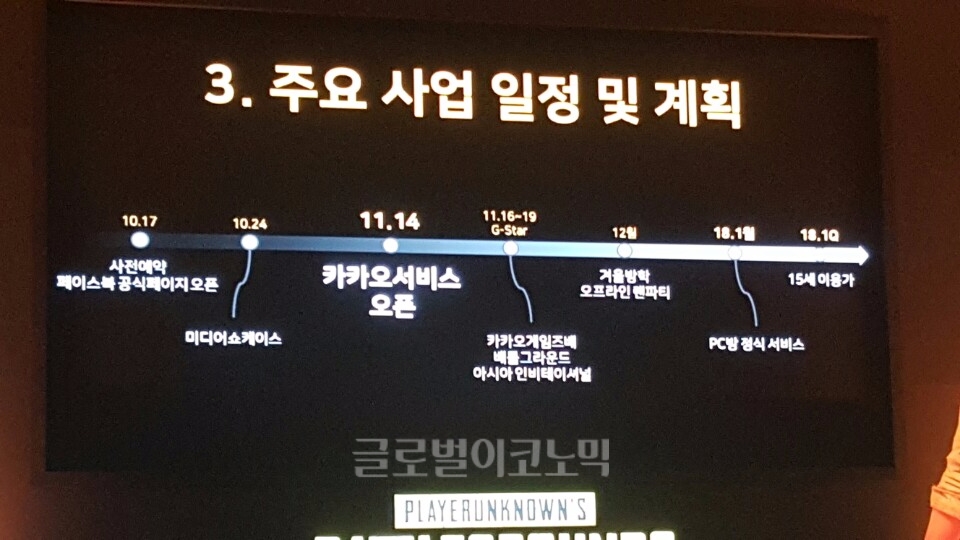 3. 주요 사업 일정 및 계획
10.17
사전예약
페이스북 공식페이지 오픈
10.24
미디어쇼케이스
11.14
카카오서비스
오픈
11.16~19
G-Star
카카오게임즈배
배틀그라운드
아시아 인비테이셔널
12월
겨울방학
오프라인 랜파티
18.1월
PC방 정식 서비스
18.1Q
15세 이용가
글로벌이코노믹
PLAYERUNKNOWN'S
BATTLEGROUNDS